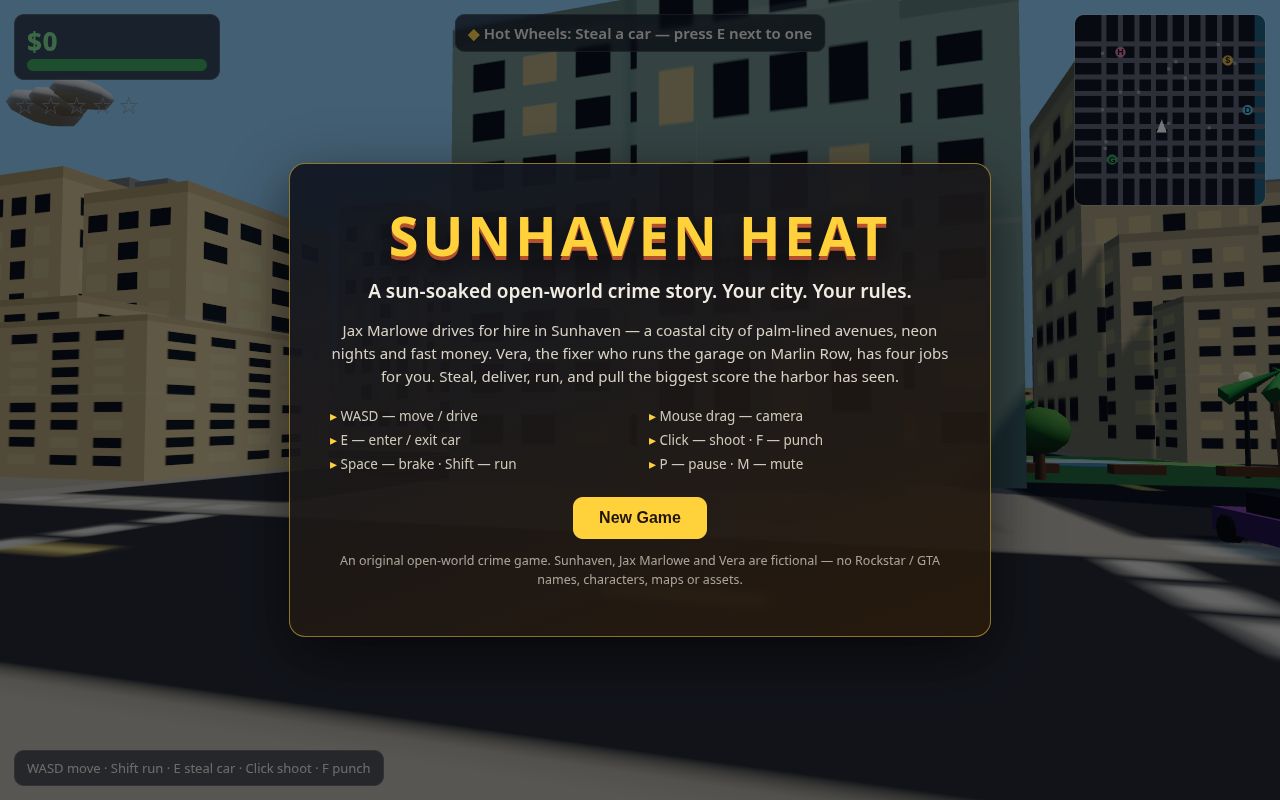 $0
◆ Hot Wheels: Steal a car — press E next to one
☆ ☆ ☆ ☆ ☆
H
$
D
G
SUNHAVEN HEAT
A sun-soaked open-world crime story. Your city. Your rules.
Jax Marlowe drives for hire in Sunhaven — a coastal city of palm-lined avenues, neon
nights and fast money. Vera, the fixer who runs the garage on Marlin Row, has four jobs
for you. Steal, deliver, run, and pull the biggest score the harbor has seen.
▸ WASD — move / drive
▸ Mouse drag — camera
▸ E — enter / exit car
▸ Click — shoot · F — punch
▸ Space — brake · Shift — run
▸ P — pause · M — mute
New Game
An original open-world crime game. Sunhaven, Jax Marlowe and Vera are fictional — no Rockstar / GTA
names, characters, maps or assets.
WASD move · Shift run · E steal car · Click shoot · F punch